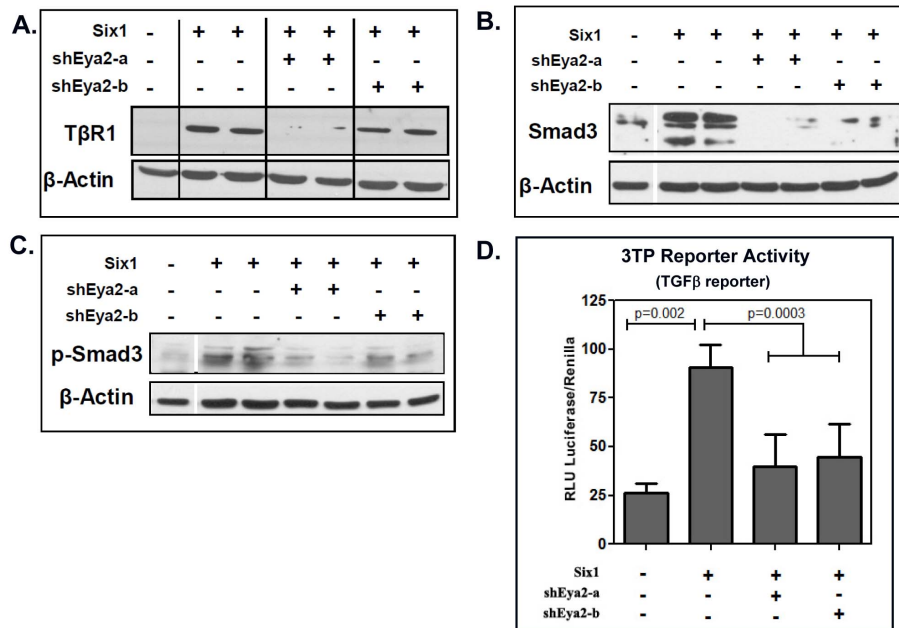 A.
Six1 - + + + + + +
shEya2-a - - - + + - -
shEya2-b - - - - - + +
TβR1
β-Actin
B.
Six1 - + + + + + +
shEya2-a - - - + + - -
shEya2-b - - - - - + +
Smad3
β-Actin
C.
Six1 - + + + + + +
shEya2-a - - - + + - -
shEya2-b - - - - - + +
p-Smad3
β-Actin
D.
3TP Reporter Activity
(TGFβ reporter)
RLU Luciferase/Renilla
125
100
75
50
25
0
p=0.002
p=0.0003
Six1 - + + +
shEya2-a - - + -
shEya2-b - - - +